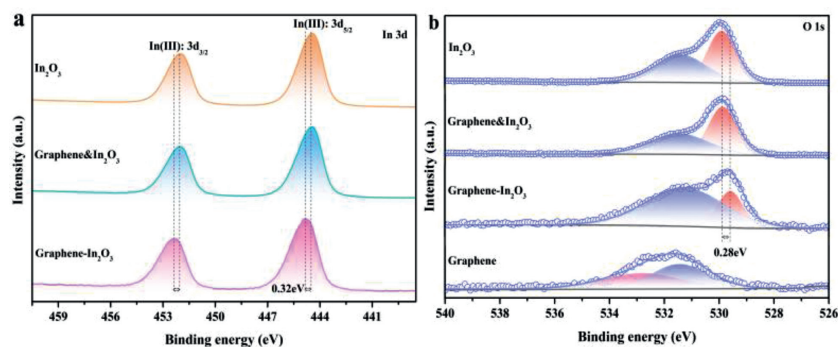 a
In(III): 3d3/2
In(III): 3d5/2
In 3d
In2O3
Graphene&In2O3
Graphene-In2O3
0.32eV
Intensity (a.u.)
459 456 453 450 447 444 441
Binding energy (eV)
b
O 1s
In2O3
Graphene&In2O3
Graphene-In2O3
0.28eV
Graphene
Intensity (a.u.)
540 538 536 534 532 530 528 526
Binding energy (eV)